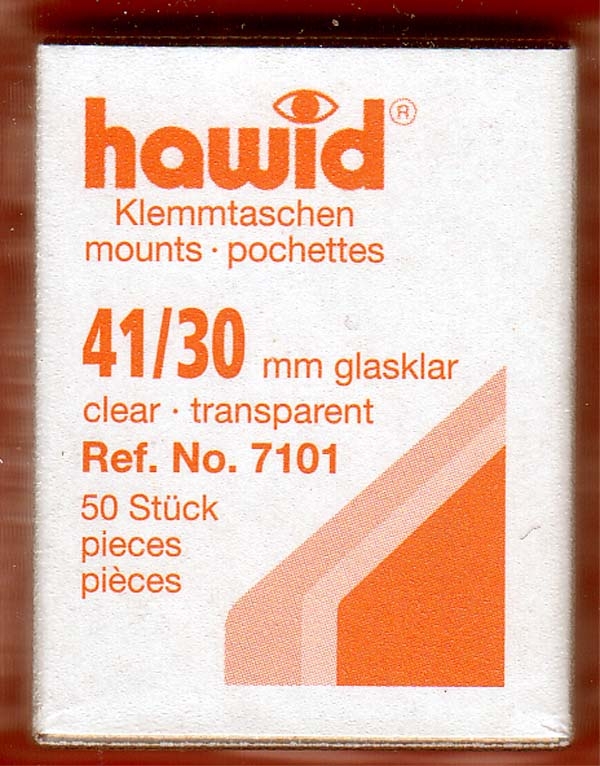 hawid®
Klemmtaschen
mounts · pochettes
41/30 mm glasklar
clear · transparent
Ref. No. 7101
50 Stück
pieces
pièces